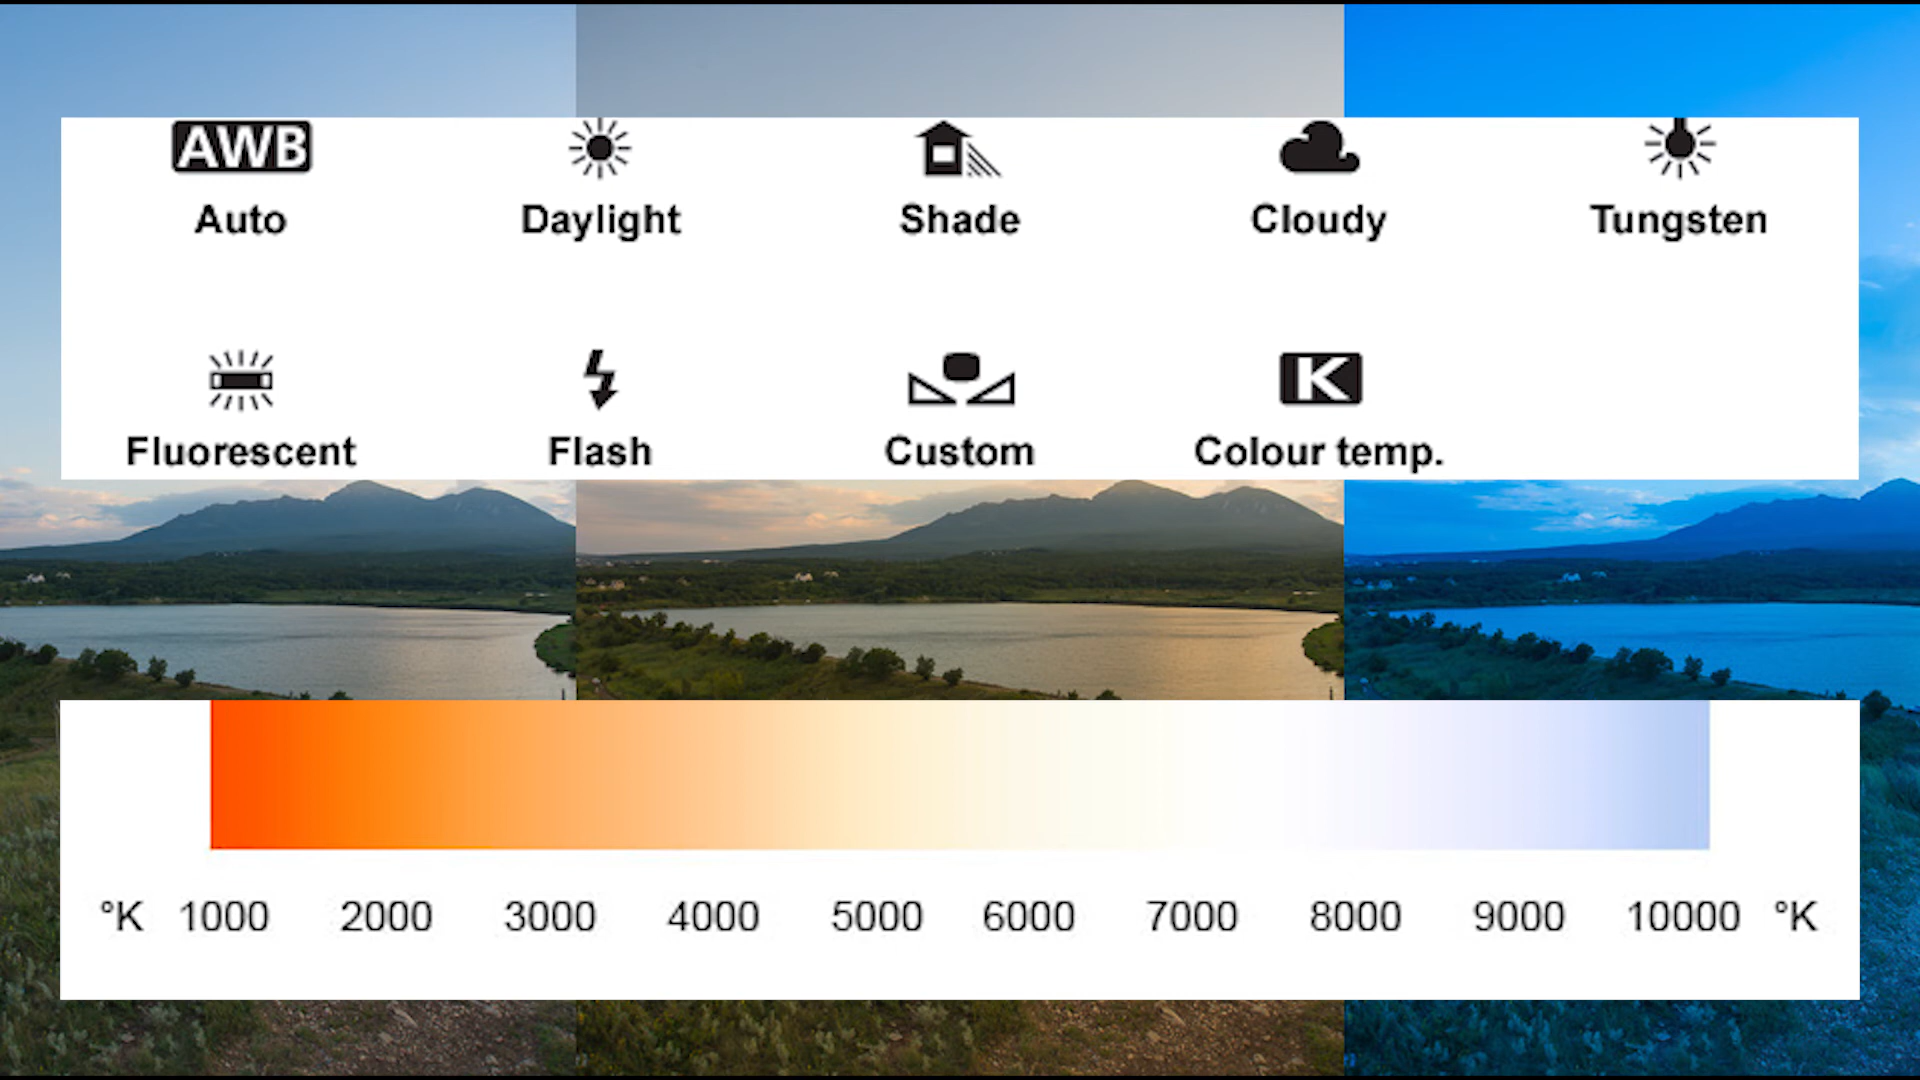 AWB
Auto Daylight Shade Cloudy Tungsten
K
Fluorescent Flash Custom Colour temp.
°K 1000 2000 3000 4000 5000 6000 7000 8000 9000 10000 °K